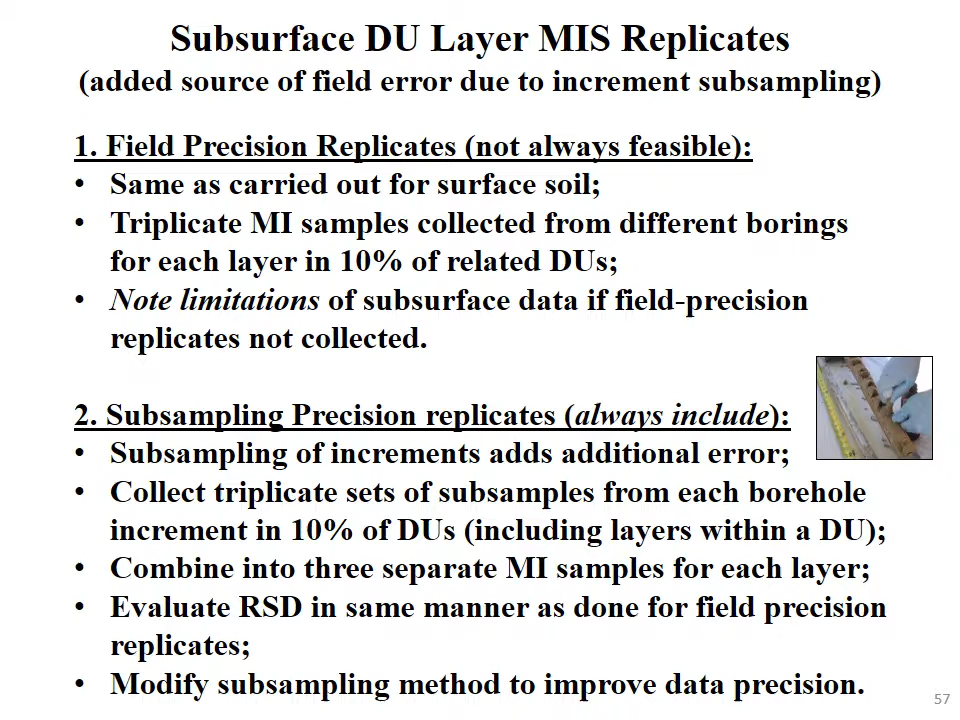 Subsurface DU Layer MIS Replicates
(added source of field error due to increment subsampling)
1. Field Precision Replicates (not always feasible):
• Same as carried out for surface soil;
• Triplicate MI samples collected from different borings
for each layer in 10% of related DUs;
• Note limitations of subsurface data if field-precision
replicates not collected.
2. Subsampling Precision replicates (always include):
• Subsampling of increments adds additional error;
• Collect triplicate sets of subsamples from each borehole
increment in 10% of DUs (including layers within a DU);
• Combine into three separate MI samples for each layer;
• Evaluate RSD in same manner as done for field precision
replicates;
• Modify subsampling method to improve data precision.
57